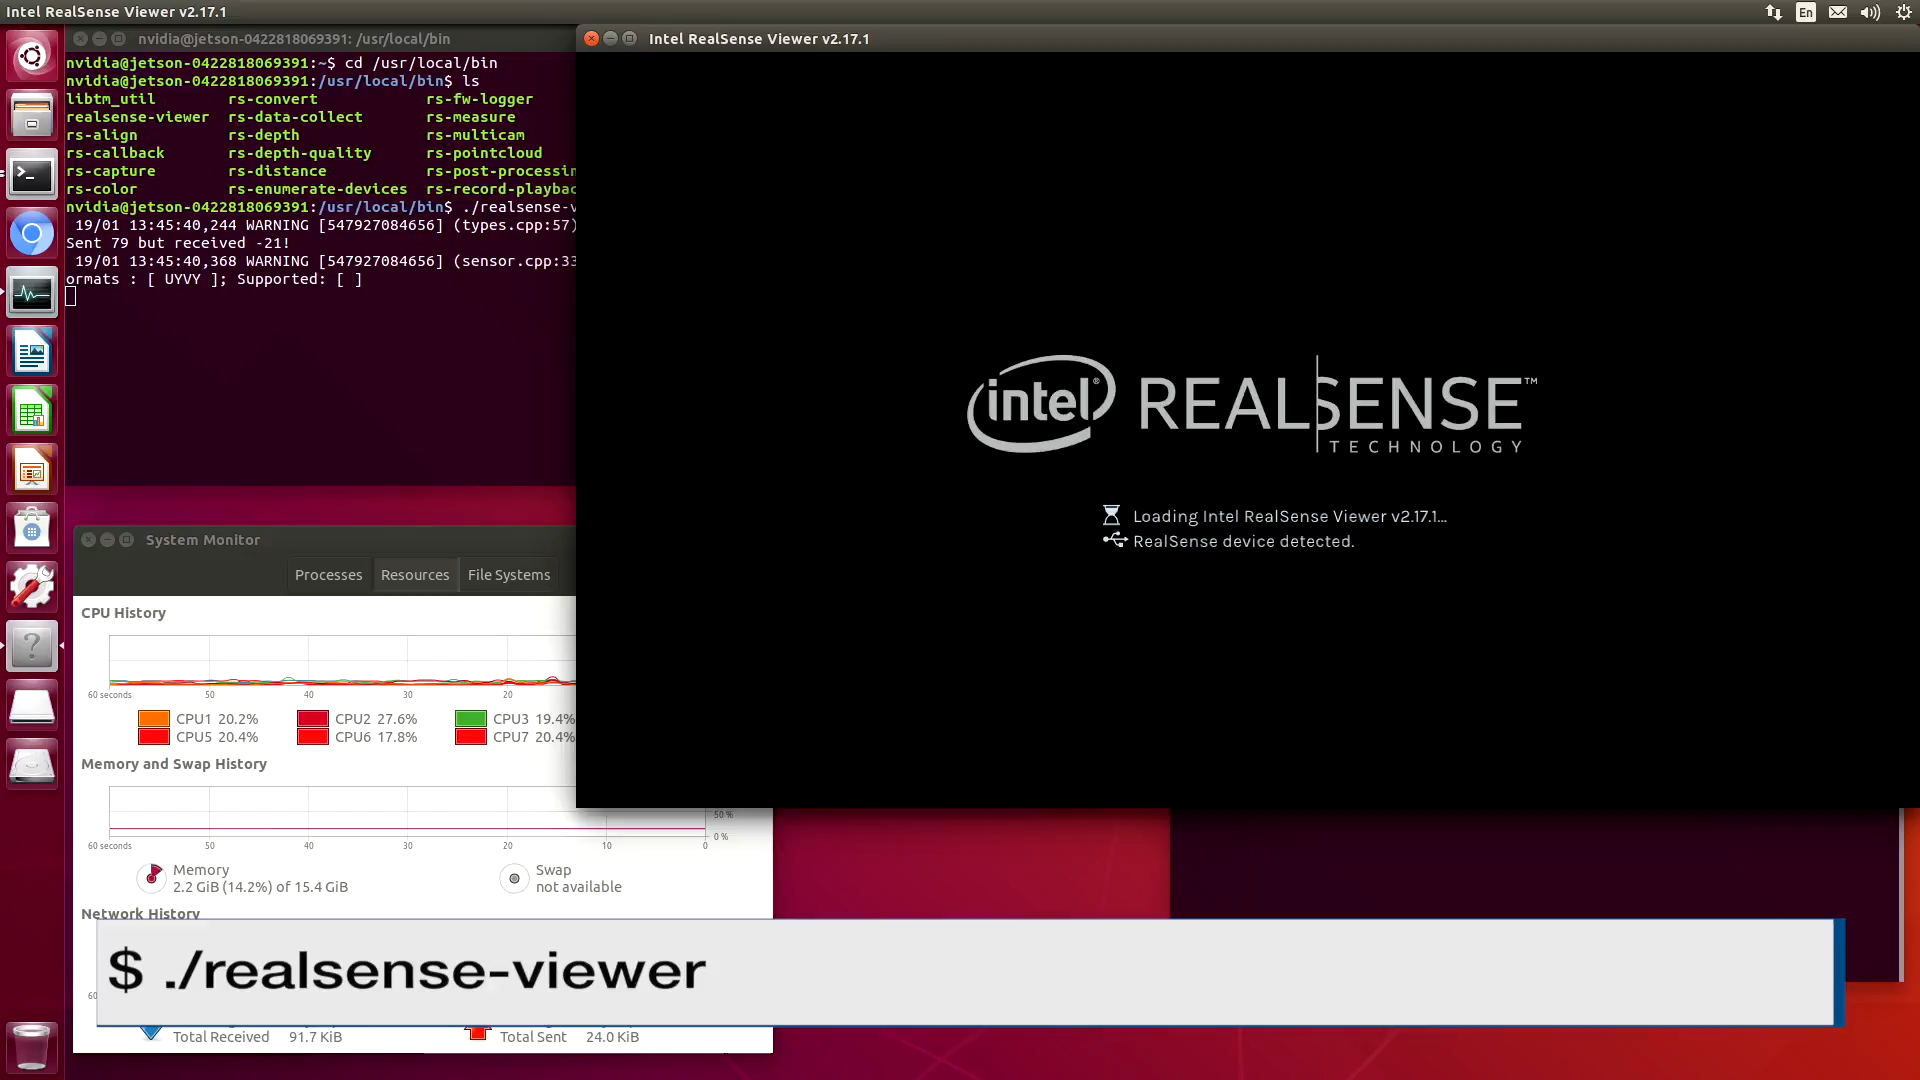 Intel RealSense Viewer v2.17.1
En
nvidia@jetson-0422818069391: /usr/local/bin
nvidia@jetson-0422818069391:~$ cd /usr/local/bin
nvidia@jetson-0422818069391:/usr/local/bin$ ls
libtm_util rs-convert rs-fw-logger
realsense-viewer rs-data-collect rs-measure
rs-align rs-depth rs-multicam
rs-callback rs-depth-quality rs-pointcloud
rs-capture rs-distance rs-post-processin
rs-color rs-enumerate-devices rs-record-playbac
nvidia@jetson-0422818069391:/usr/local/bin$ ./realsense-v
19/01 13:45:40,244 WARNING [547927084656] (types.cpp:57)
Sent 79 but received -21!
19/01 13:45:40,368 WARNING [547927084656] (sensor.cpp:33
ormats : [ UYVY ]; Supported: [ ]
Intel RealSense Viewer v2.17.1
intel® REALSENSE™
TECHNOLOGY
Loading Intel RealSense Viewer v2.17.1...
RealSense device detected.
System Monitor
Processes Resources File Systems
CPU History
60 seconds 50 40 30 20
CPU1 20.2% CPU2 27.6% CPU3 19.4%
CPU5 20.4% CPU6 17.8% CPU7 20.4%
Memory and Swap History
50 %
0 %
60 seconds 50 40 30 20 10 0
Memory
2.2 GiB (14.2%) of 15.4 GiB
Swap
not available
Network History
$ ./realsense-viewer
60
Total Received 91.7 KiB
Total Sent 24.0 KiB